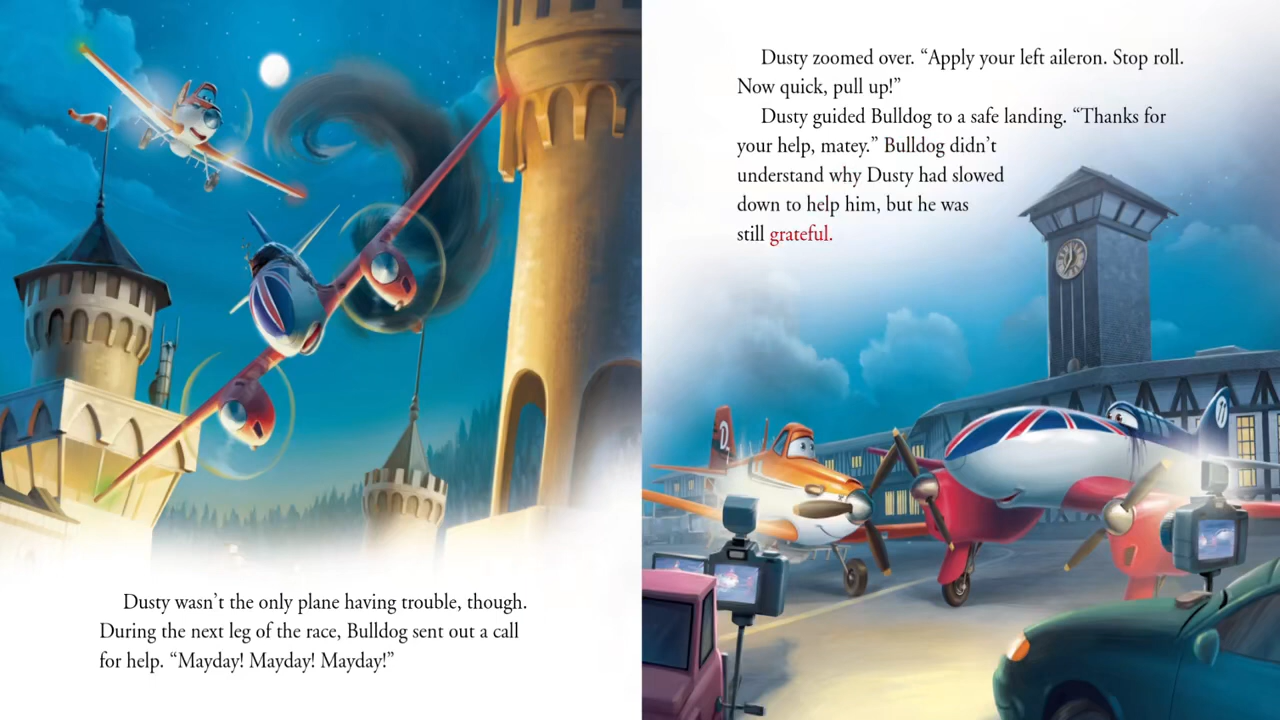 Dusty wasn’t the only plane having trouble, though.
During the next leg of the race, Bulldog sent out a call
for help. “Mayday! Mayday! Mayday!”
Dusty zoomed over. “Apply your left aileron. Stop roll.
Now quick, pull up!”
Dusty guided Bulldog to a safe landing. “Thanks for
your help, matey.” Bulldog didn’t
understand why Dusty had slowed
down to help him, but he was
still grateful.